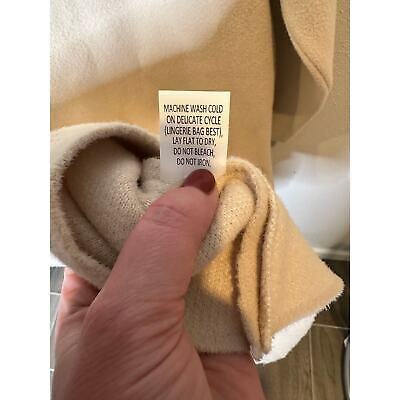 MACHINE WASH COLD
ON DELICATE CYCLE
(LINGERIE BAG BEST),
LAY FLAT TO DRY,
DO NOT BLEACH,
DO NOT IRON,